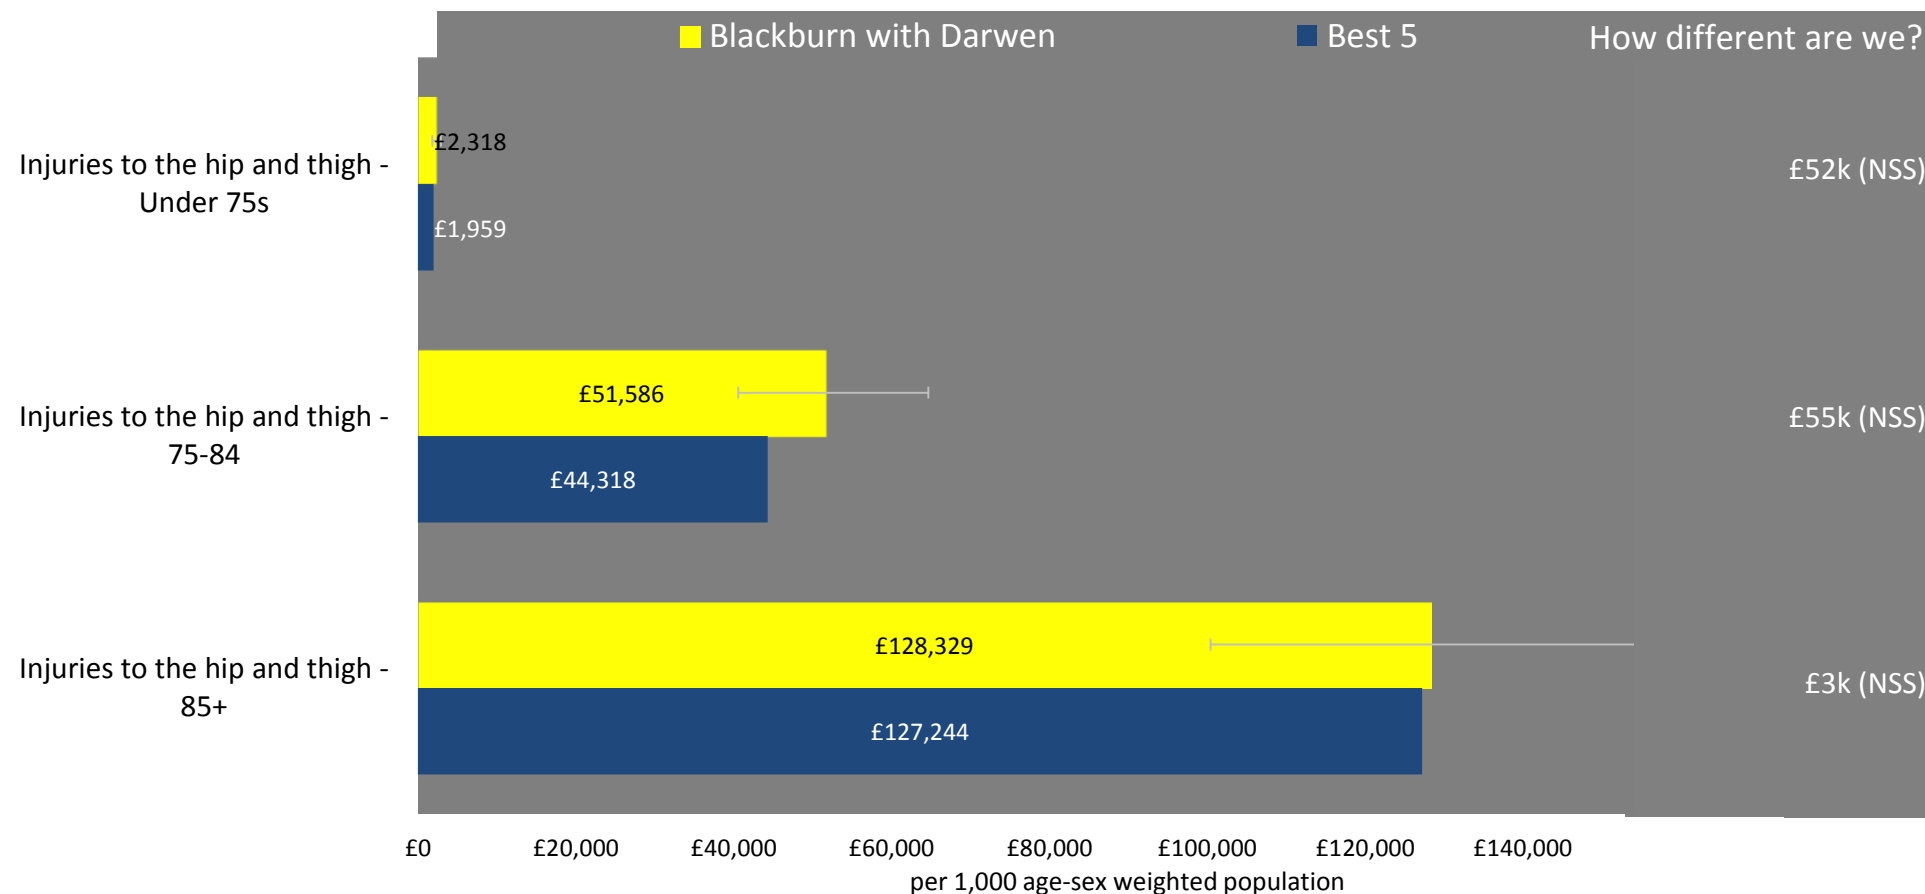 Blackburn with Darwen
Best 5
How different are we?
Injuries to the hip and thigh -
Under 75s
£2,318
£1,959
£52k (NSS)
Injuries to the hip and thigh -
75-84
£51,586
£44,318
£55k (NSS)
Injuries to the hip and thigh -
85+
£128,329
£127,244
£3k (NSS)
£0 £20,000 £40,000 £60,000 £80,000 £100,000 £120,000 £140,000
per 1,000 age-sex weighted population